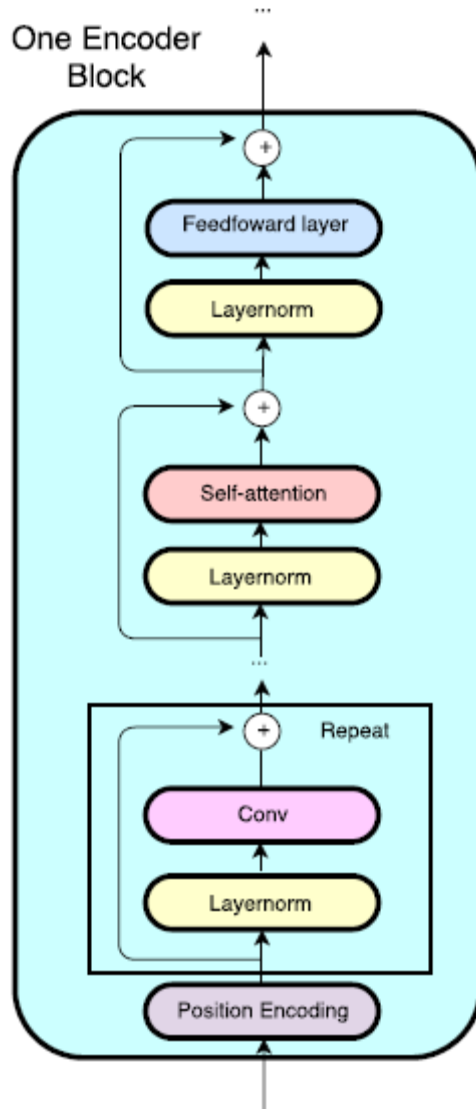 ...
One Encoder
Block
+
Feedfoward layer
Layernorm
+
Self-attention
Layernorm
...
+
Repeat
Conv
Layernorm
Position Encoding